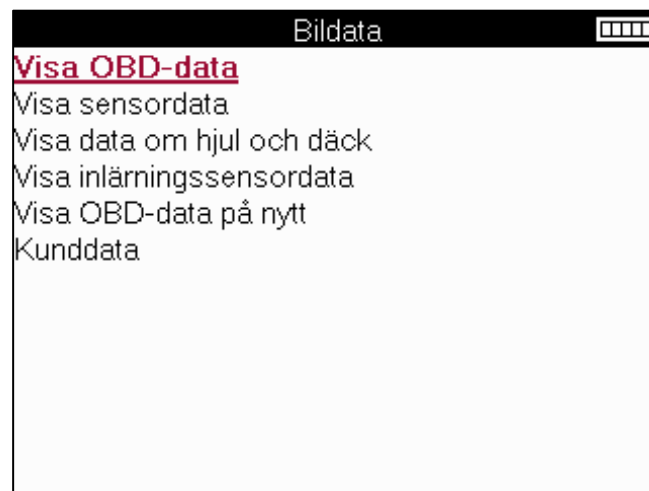 Bildata
Visa OBD-data
Visa sensordata
Visa data om hjul och däck
Visa inlärningssensordata
Visa OBD-data på nytt
Kunddata